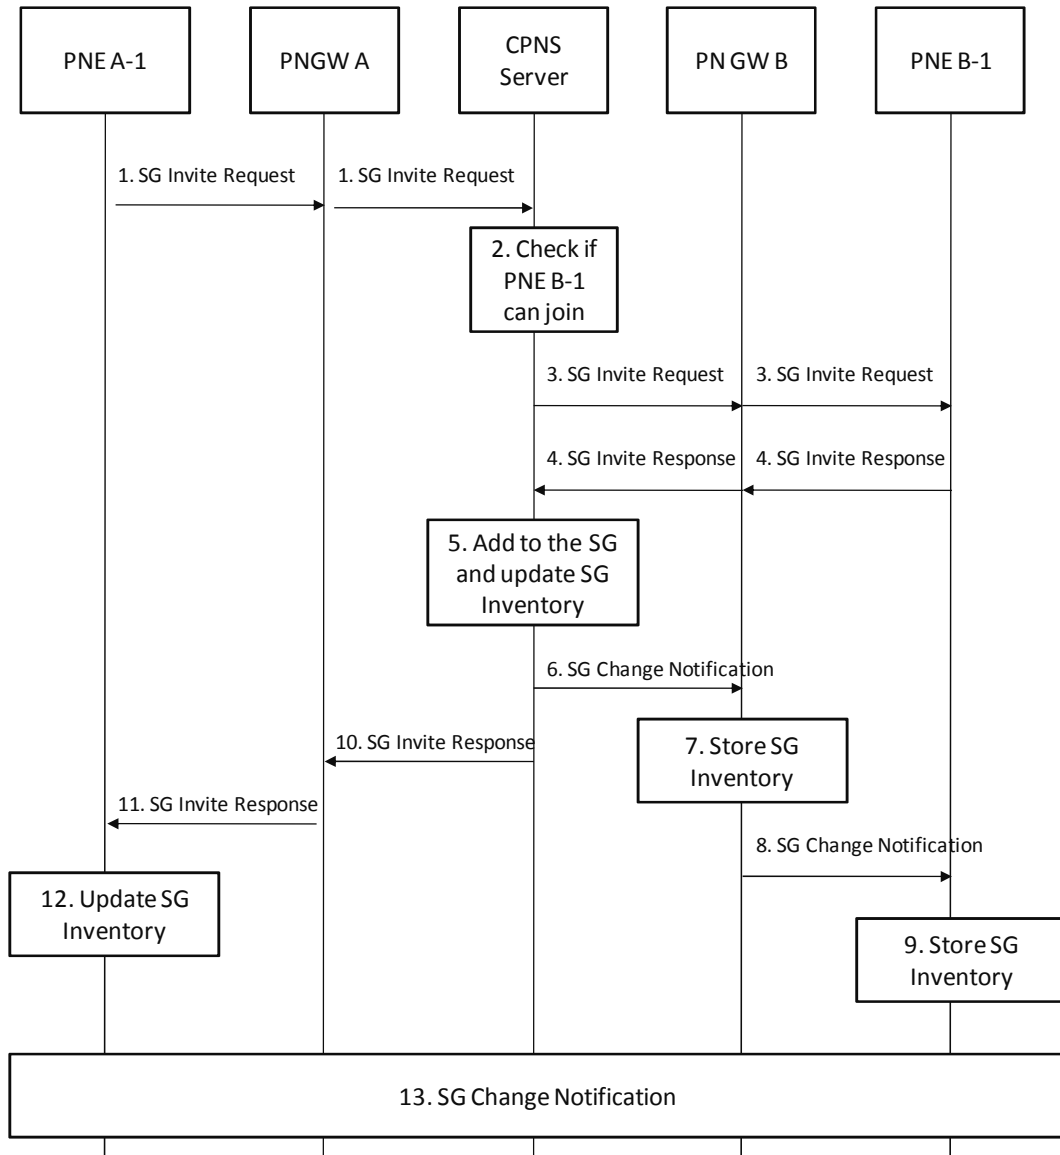 PNE A-1
PNGW A
CPNS
Server
PN GW B
PNE B-1
1. SG Invite Request
1. SG Invite Request
2. Check if
PNE B-1
can join
3. SG Invite Request
3. SG Invite Request
4. SG Invite Response
4. SG Invite Response
5. Add to the SG
and update SG
Inventory
6. SG Change Notification
10. SG Invite Response
7. Store SG
Inventory
11. SG Invite Response
8. SG Change Notification
12. Update SG
Inventory
9. Store SG
Inventory
13. SG Change Notification